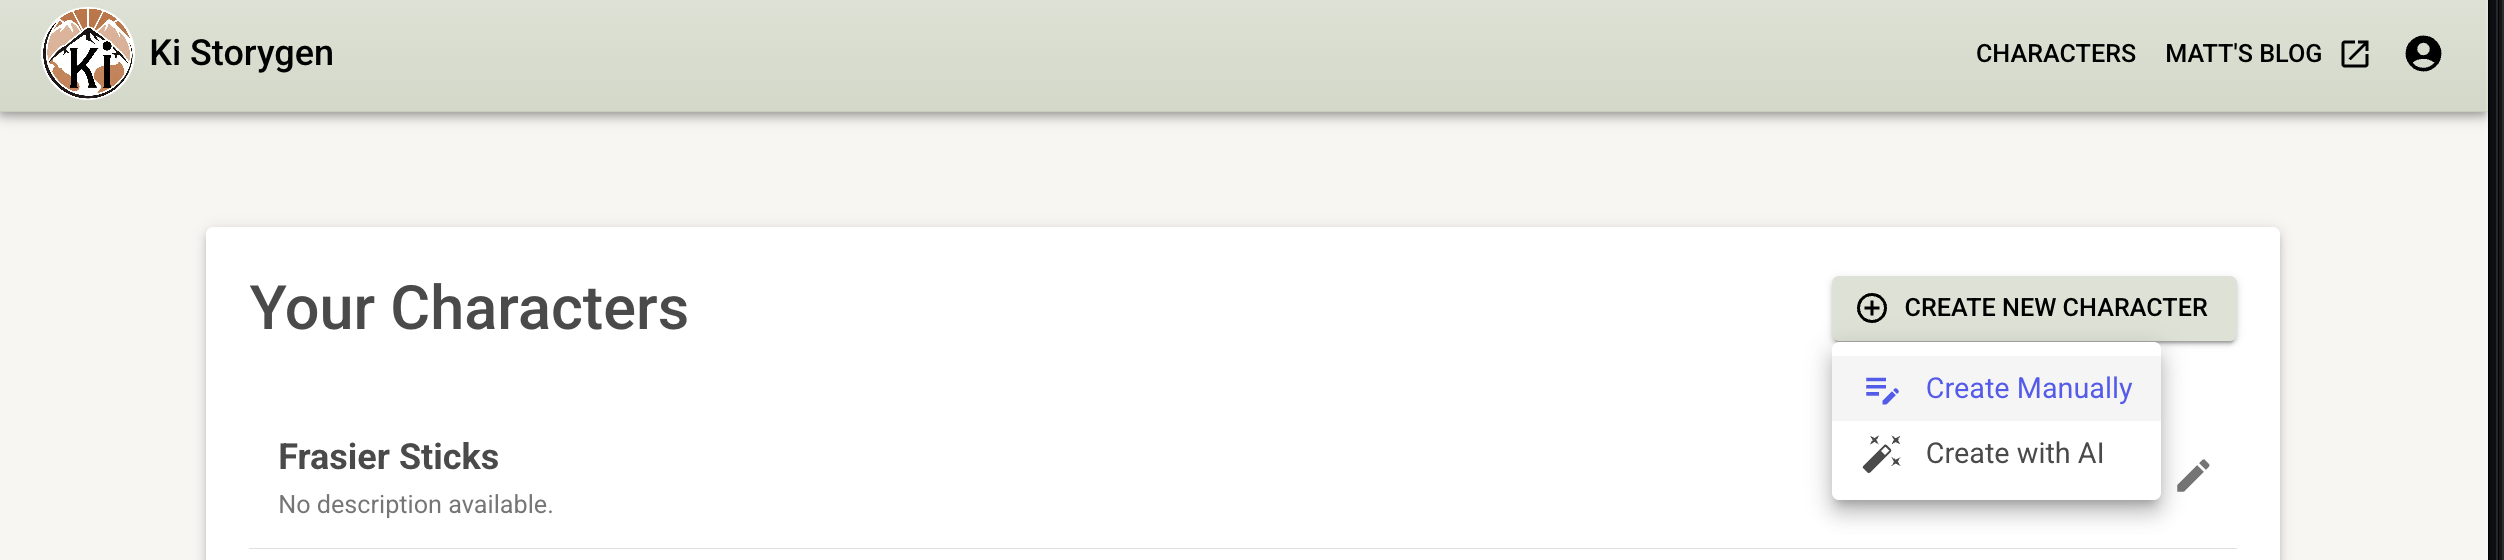 Ki
Ki Storygen
CHARACTERS
MATT'S BLOG
Your Characters
CREATE NEW CHARACTER
Create Manually
Create with AI
Frasier Sticks
No description available.